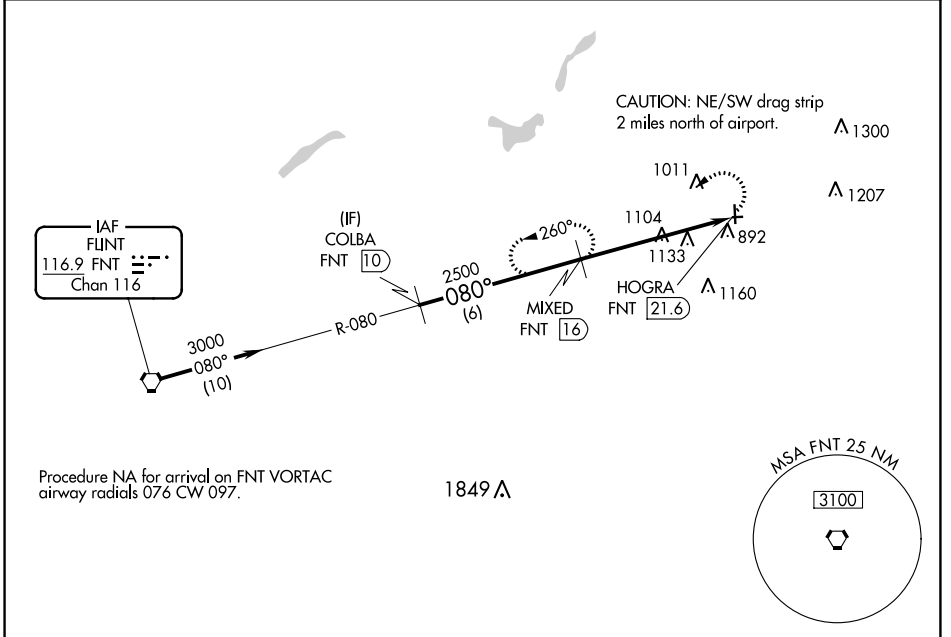 CAUTION: NE/SW drag strip
2 miles north of airport.
1300
1011
1207
IAF
FLINT
116.9 FNT
Chan 116
(IF)
COLBA
FNT 10
260°
1104
1133
892
2500
080°
(6)
MIXED
FNT 16
HOGRA
FNT 21.6
1160
R-080
3000
080°
(10)
Procedure NA for arrival on FNT VORTAC
airway radials 076 CW 097.
1849
MSA FNT 25 NM
3100